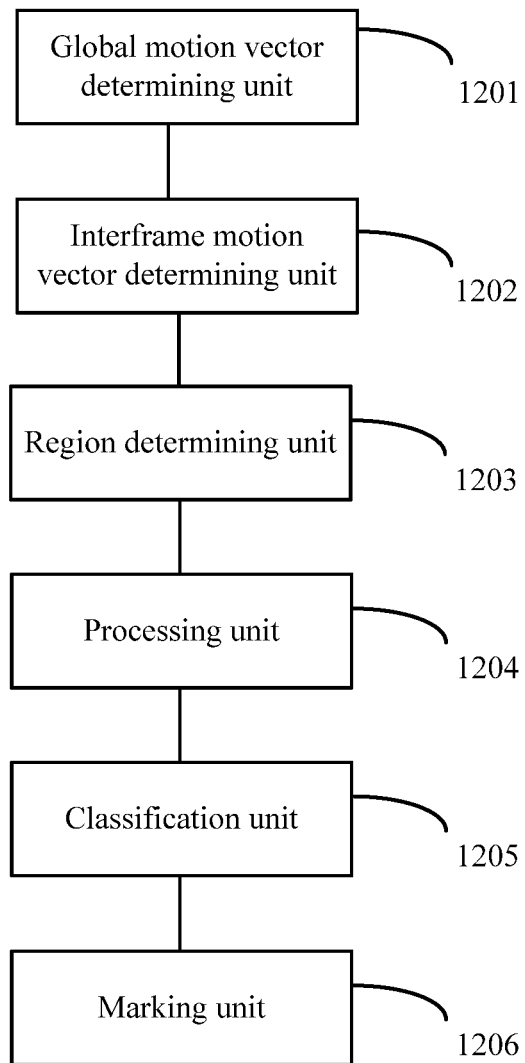 Global motion vector
determining unit
1201
Interframe motion
vector determining unit
1202
Region determining unit
1203
Processing unit
1204
Classification unit
1205
Marking unit
1206